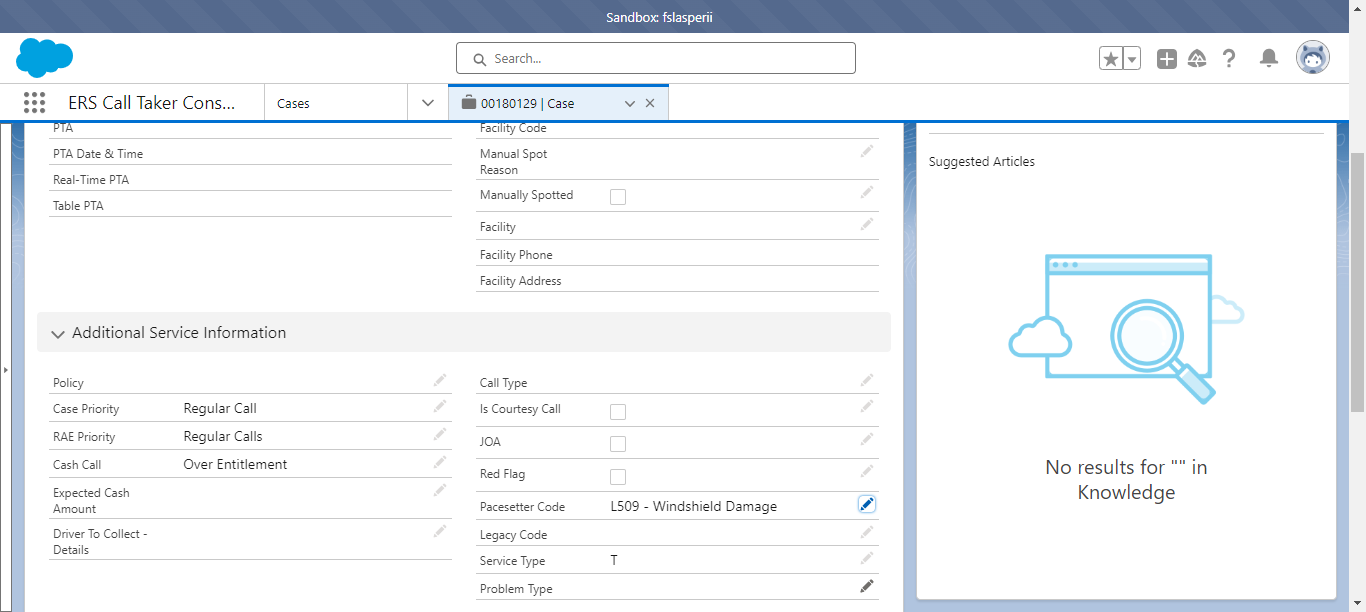 Sandbox: fslasperii
Search...
ERS Call Taker Cons...
Cases
00180129 | Case
PTA
PTA Date & Time
Real-Time PTA
Table PTA
Facility Code
Manual Spot
Reason
Manually Spotted
Facility
Facility Phone
Facility Address
Suggested Articles
No results for "" in
Knowledge
Additional Service Information
Policy
Case Priority Regular Call
RAE Priority Regular Calls
Cash Call Over Entitlement
Expected Cash
Amount
Driver To Collect -
Details
Call Type
Is Courtesy Call
JOA
Red Flag
Pacesetter Code L509 - Windshield Damage
Legacy Code
Service Type T
Problem Type